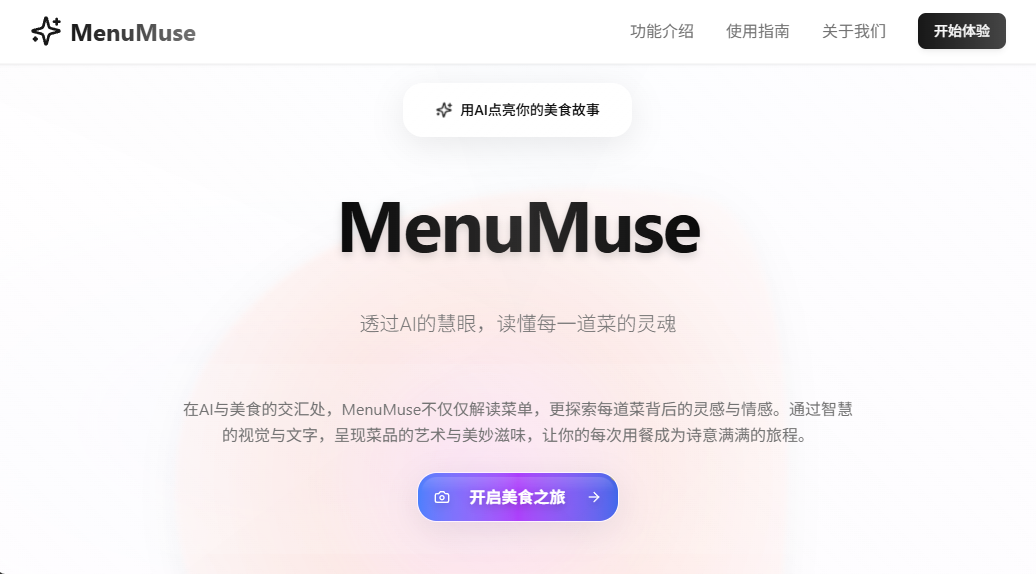 MenuMuse
功能介绍
使用指南
关于我们
开始体验
用AI点亮你的美食故事
MenuMuse
透过AI的慧眼，读懂每一道菜的灵魂
在AI与美食的交汇处，MenuMuse不仅仅解读菜单，更探索每道菜背后的灵感与情感。通过智慧
的视觉与文字，呈现菜品的艺术与美妙滋味，让你的每次用餐成为诗意满满的旅程。
开启美食之旅